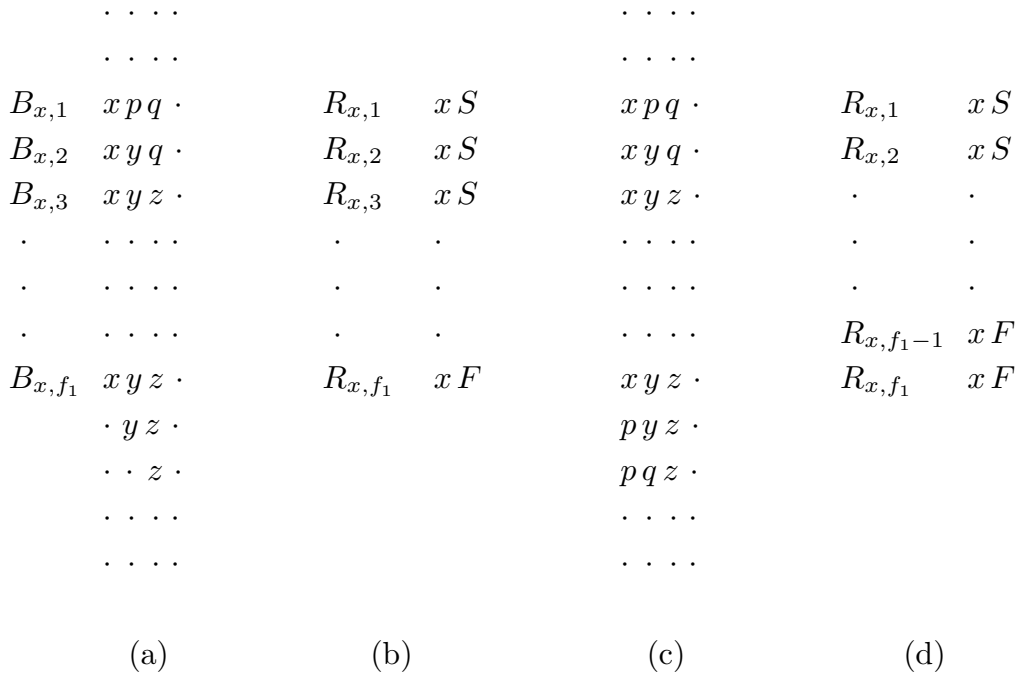 · · · · · · · ·
· · · · · · · ·
B_{x,1} x p q · R_{x,1} x S x p q · R_{x,1} x S
B_{x,2} x y q · R_{x,2} x S x y q · R_{x,2} x S
B_{x,3} x y z · R_{x,3} x S x y z · · ·
· · · · · · · · · · · · ·
· · · · · · · · · · · · ·
· · · · · · · · · · · R_{x,f_1−1} x F
B_{x,f_1} x y z · R_{x,f_1} x F x y z · R_{x,f_1} x F
· y z · p y z ·
· · z · p q z ·
· · · · · · · ·
· · · · · · · ·
(a) (b) (c) (d)